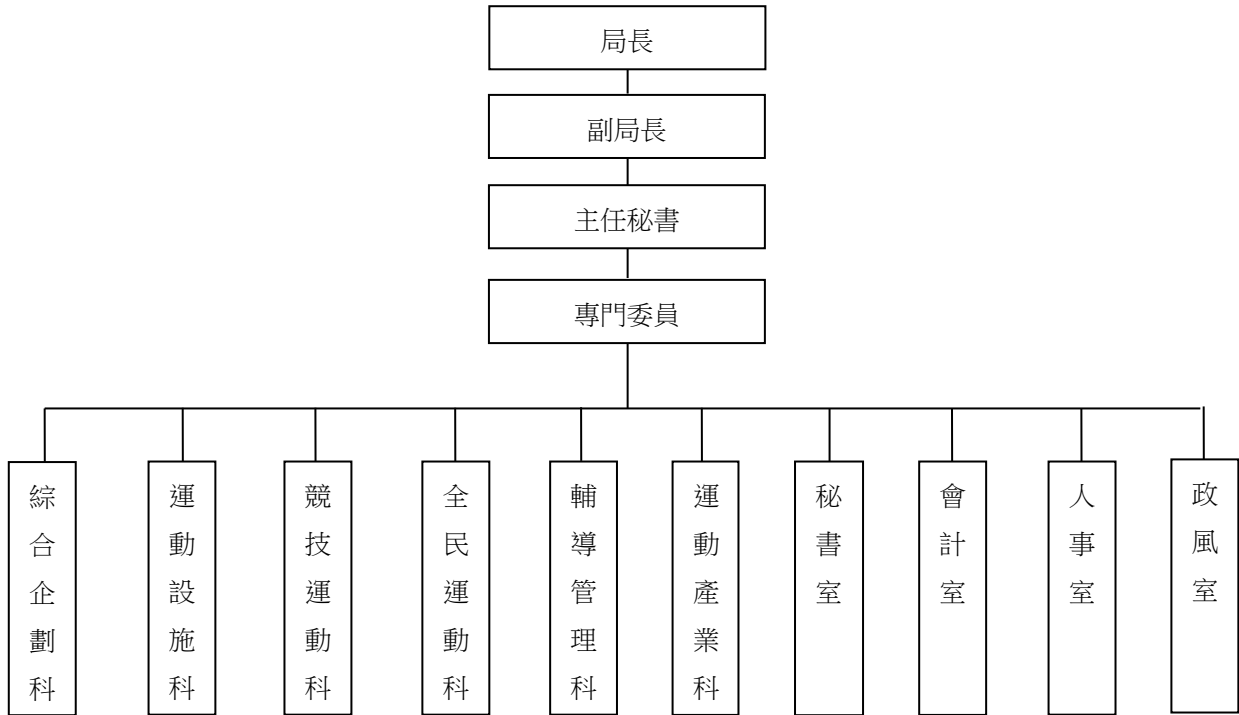 局長
副局長
主任秘書
專門委員
綜合企劃科
運動設施科
競技運動科
全民運動科
輔導管理科
運動產業科
秘書室
會計室
人事室
政風室